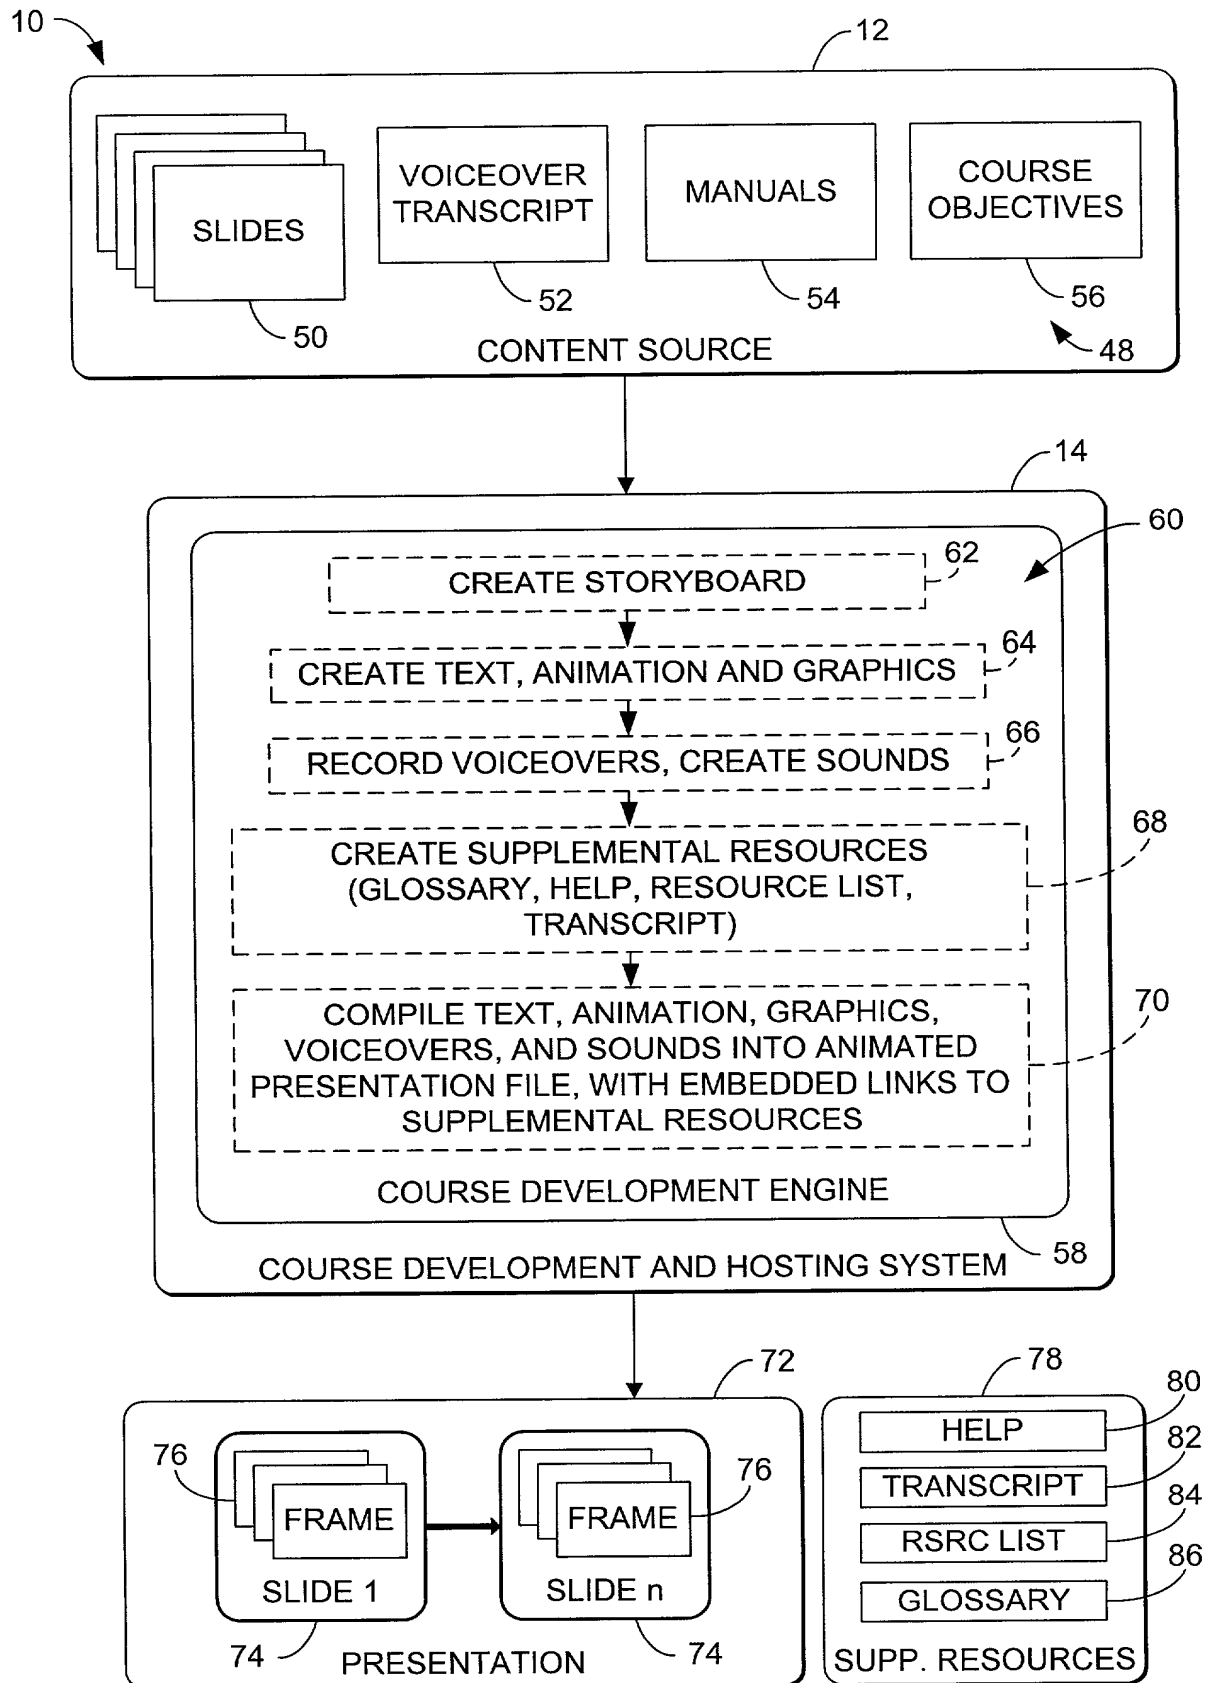 10
12
SLIDES
VOICEOVER
TRANSCRIPT
MANUALS
COURSE
OBJECTIVES
50
52
54
56
48
CONTENT SOURCE
14
60
CREATE STORYBOARD
62
CREATE TEXT, ANIMATION AND GRAPHICS
64
RECORD VOICEOVERS, CREATE SOUNDS
66
CREATE SUPPLEMENTAL RESOURCES
(GLOSSARY, HELP, RESOURCE LIST,
TRANSCRIPT)
68
COMPILE TEXT, ANIMATION, GRAPHICS,
VOICEOVERS, AND SOUNDS INTO ANIMATED
PRESENTATION FILE, WITH EMBEDDED LINKS TO
SUPPLEMENTAL RESOURCES
70
COURSE DEVELOPMENT ENGINE
58
COURSE DEVELOPMENT AND HOSTING SYSTEM
72
76
FRAME
SLIDE 1
74
76
FRAME
SLIDE n
74
PRESENTATION
78
HELP
80
TRANSCRIPT
82
RSRC LIST
84
GLOSSARY
86
SUPP. RESOURCES